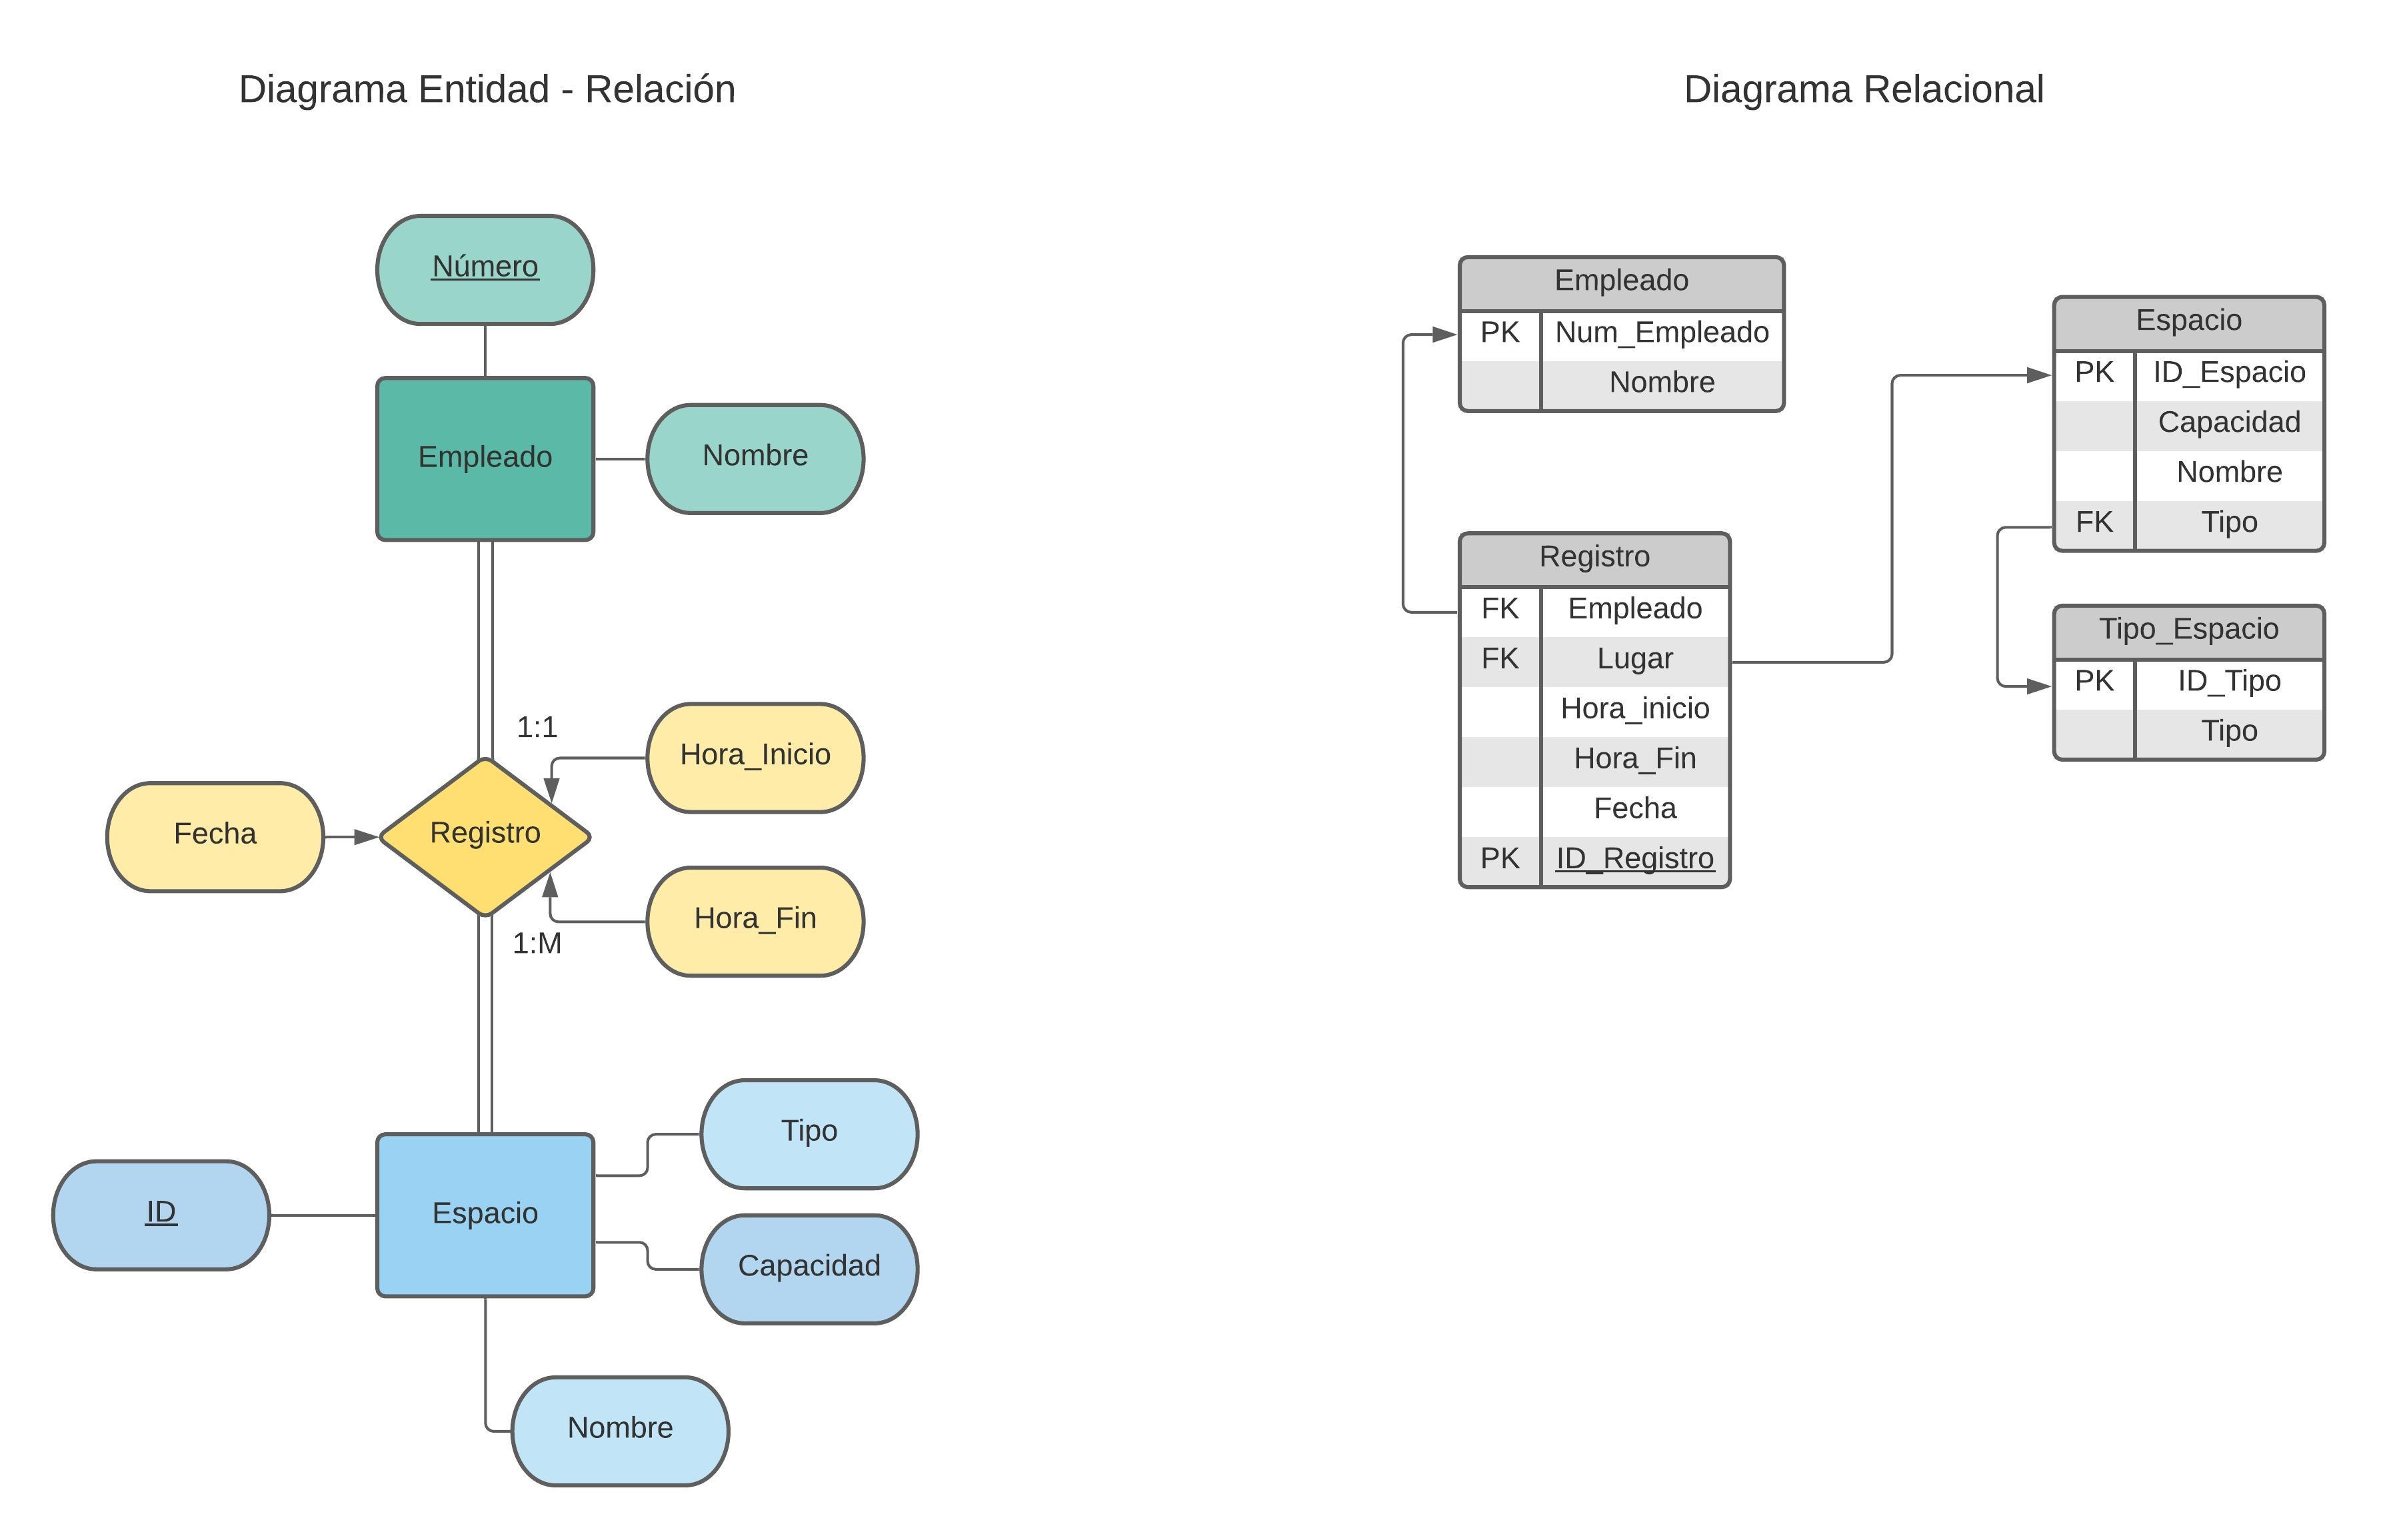 Diagrama Entidad - Relación
Número
Empleado
Nombre
1:1
Hora_Inicio
Fecha
Registro
Hora_Fin
1:M
Tipo
ID
Espacio
Capacidad
Nombre
Diagrama Relacional
Empleado
PK Num_Empleado
Nombre
Registro
FK Empleado
FK Lugar
Hora_inicio
Hora_Fin
Fecha
PK ID_Registro
Espacio
PK ID_Espacio
Capacidad
Nombre
FK Tipo
Tipo_Espacio
PK ID_Tipo
Tipo